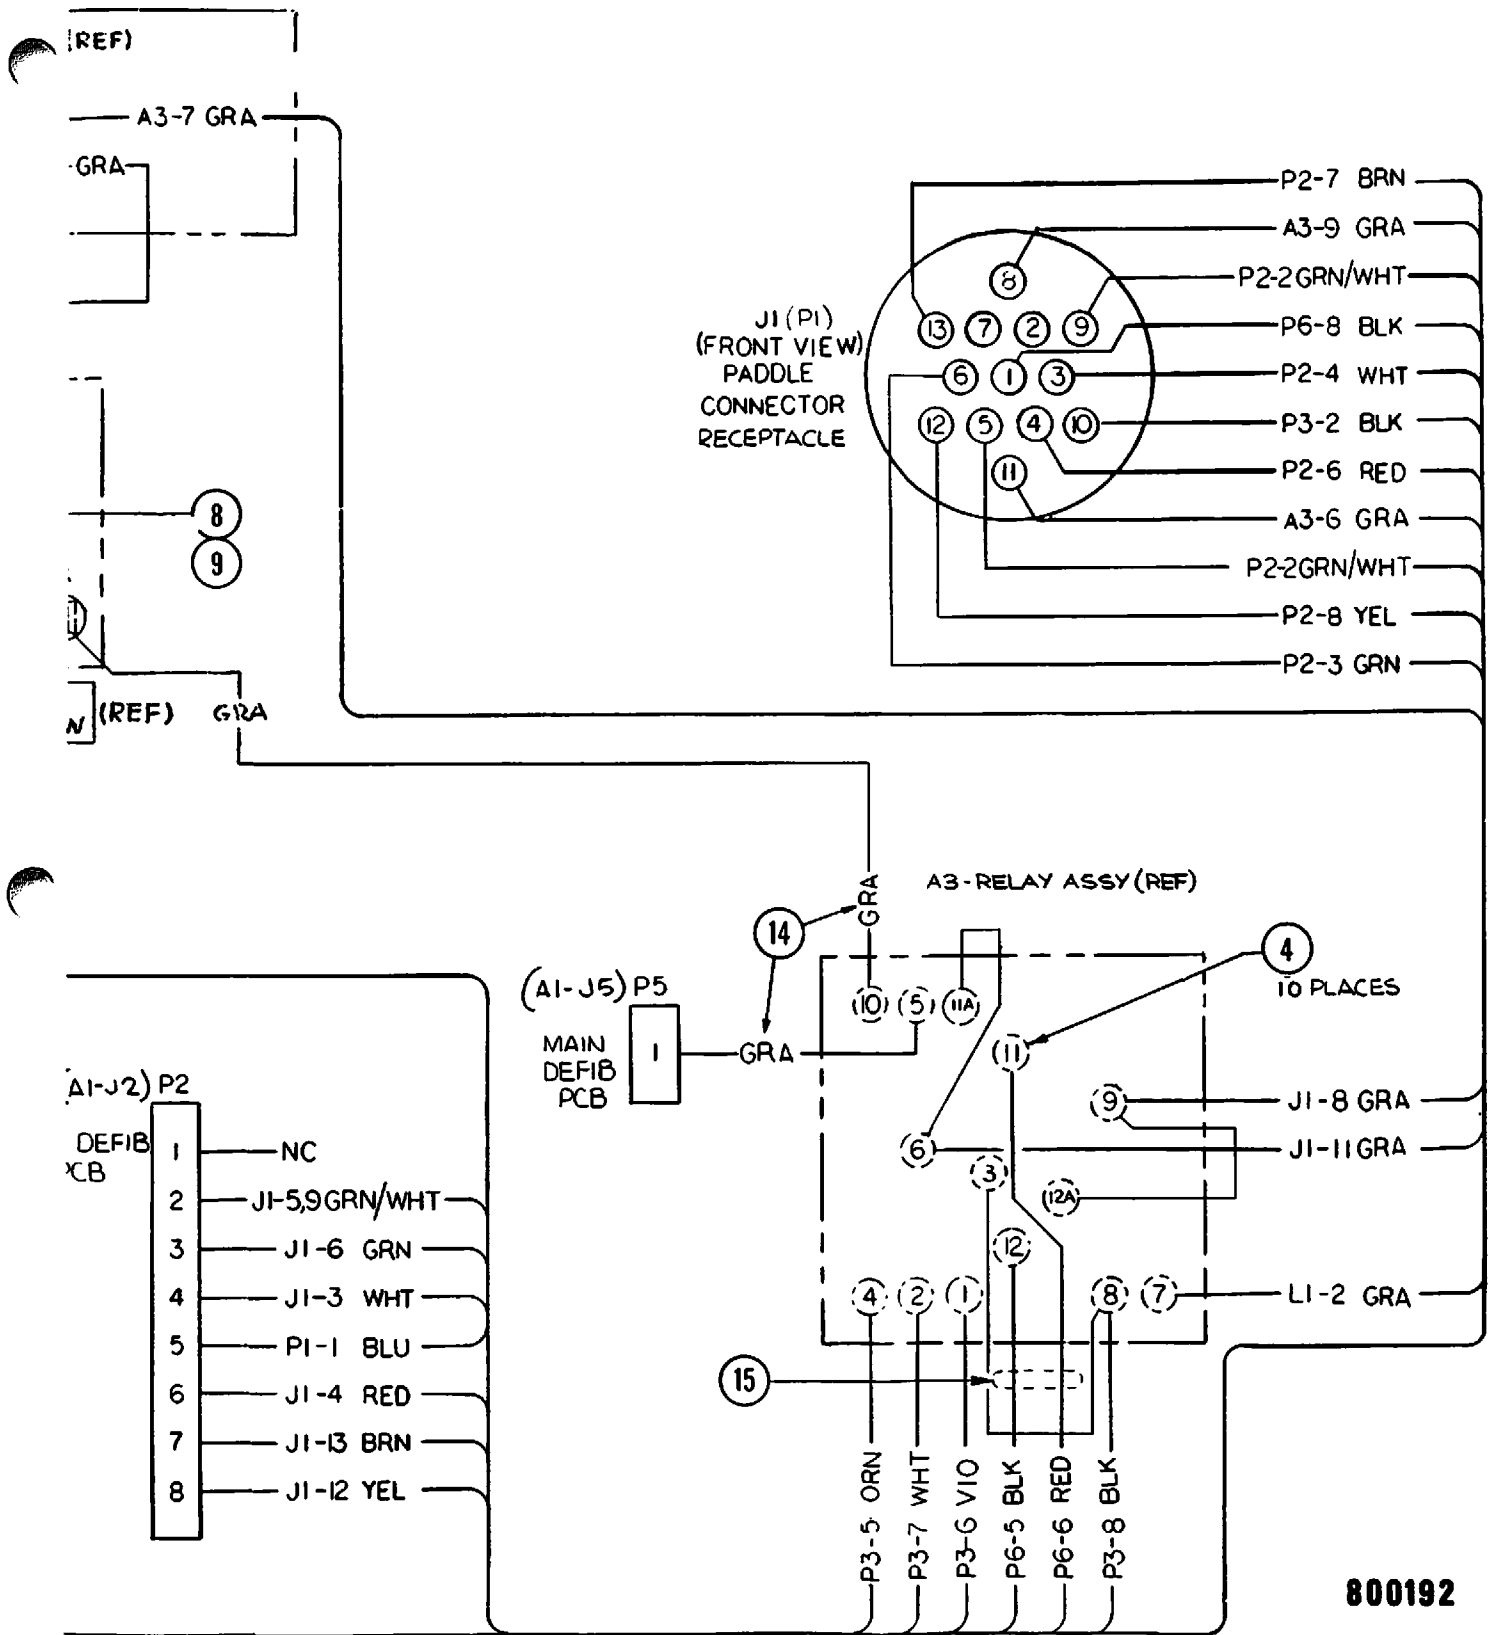 (REF)
A3-7 GRA
GRA
8
9
(REF)
GRA
J1 (P1)
(FRONT VIEW)
PADDLE
CONNECTOR
RECEPTACLE
8
13 7 2 9
6 1 3
12 5 4 10
11
P2-7 BRN
A3-9 GRA
P2-2 GRN/WHT
P6-8 BLK
P2-4 WHT
P3-2 BLK
P2-6 RED
A3-6 GRA
P2-2 GRN/WHT
P2-8 YEL
P2-3 GRN
A3-RELAY ASSY (REF)
GRA
14
4
10 PLACES
(A1-J5) P5
MAIN
DEFIB
PCB
1
GRA
10 5 11A
11
9
6
3
12A
12
4 2 1 8 7
J1-8 GRA
J1-11 GRA
L1-2 GRA
15
P3-5 ORN
P3-7 WHT
P3-6 VIO
P6-5 BLK
P6-6 RED
P3-8 BLK
A1-J2) P2
DEFIB
PCB
1 NC
2 J1-5,9 GRN/WHT
3 J1-6 GRN
4 J1-3 WHT
5 P1-1 BLU
6 J1-4 RED
7 J1-13 BRN
8 J1-12 YEL
800192